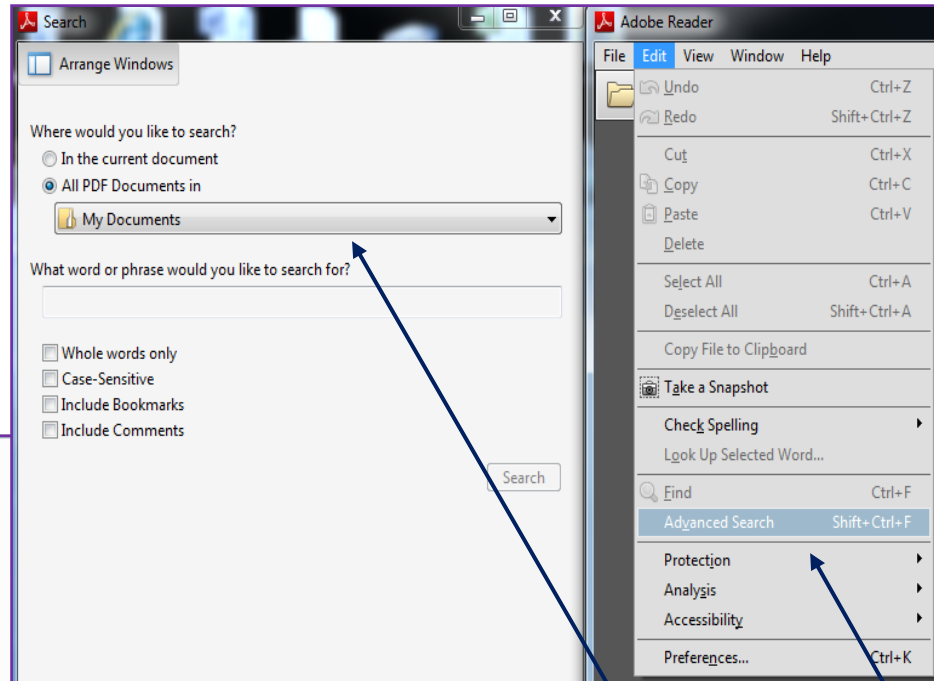 Search
Arrange Windows
Where would you like to search?
In the current document
All PDF Documents in
My Documents
What word or phrase would you like to search for?
Whole words only
Case-Sensitive
Include Bookmarks
Include Comments
Search
Adobe Reader
File Edit View Window Help
Undo Ctrl+Z
Redo Shift+Ctrl+Z
Cut Ctrl+X
Copy Ctrl+C
Paste Ctrl+V
Delete
Select All Ctrl+A
Deselect All Shift+Ctrl+A
Copy File to Clipboard
Take a Snapshot
Check Spelling
Look Up Selected Word...
Find Ctrl+F
Advanced Search Shift+Ctrl+F
Protection
Analysis
Accessibility
Preferences... Ctrl+K